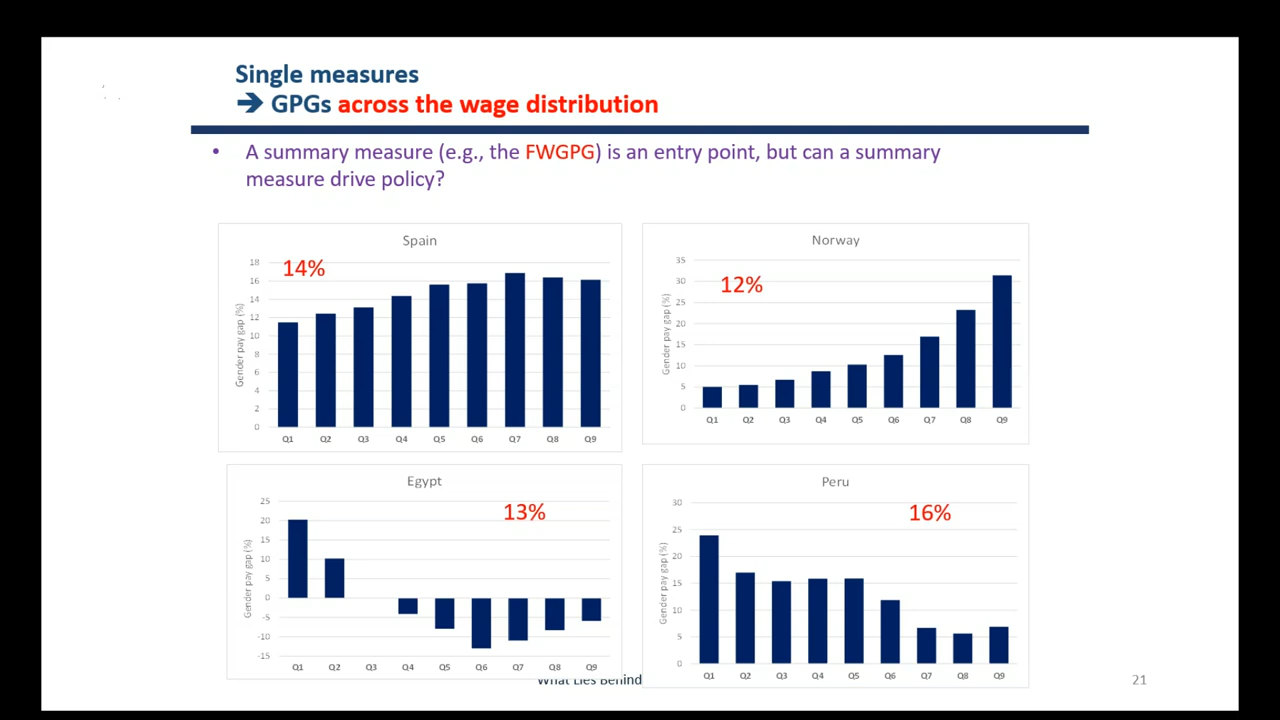 Single measures
➔ GPGs across the wage distribution
• A summary measure (e.g., the FWGPG) is an entry point, but can a summary
measure drive policy?
Spain
14%
Gender pay gap (%)
18
16
14
12
10
8
6
4
2
0
Q1 Q2 Q3 Q4 Q5 Q6 Q7 Q8 Q9
Norway
12%
Gender pay gap (%)
35
30
25
20
15
10
5
0
Q1 Q2 Q3 Q4 Q5 Q6 Q7 Q8 Q9
Egypt
13%
Gender pay gap (%)
25
20
15
10
5
0
-5
-10
-15
Q1 Q2 Q3 Q4 Q5 Q6 Q7 Q8 Q9
Peru
16%
Gender pay gap (%)
30
25
20
15
10
5
0
Q1 Q2 Q3 Q4 Q5 Q6 Q7 Q8 Q9
What Lies Behind
21